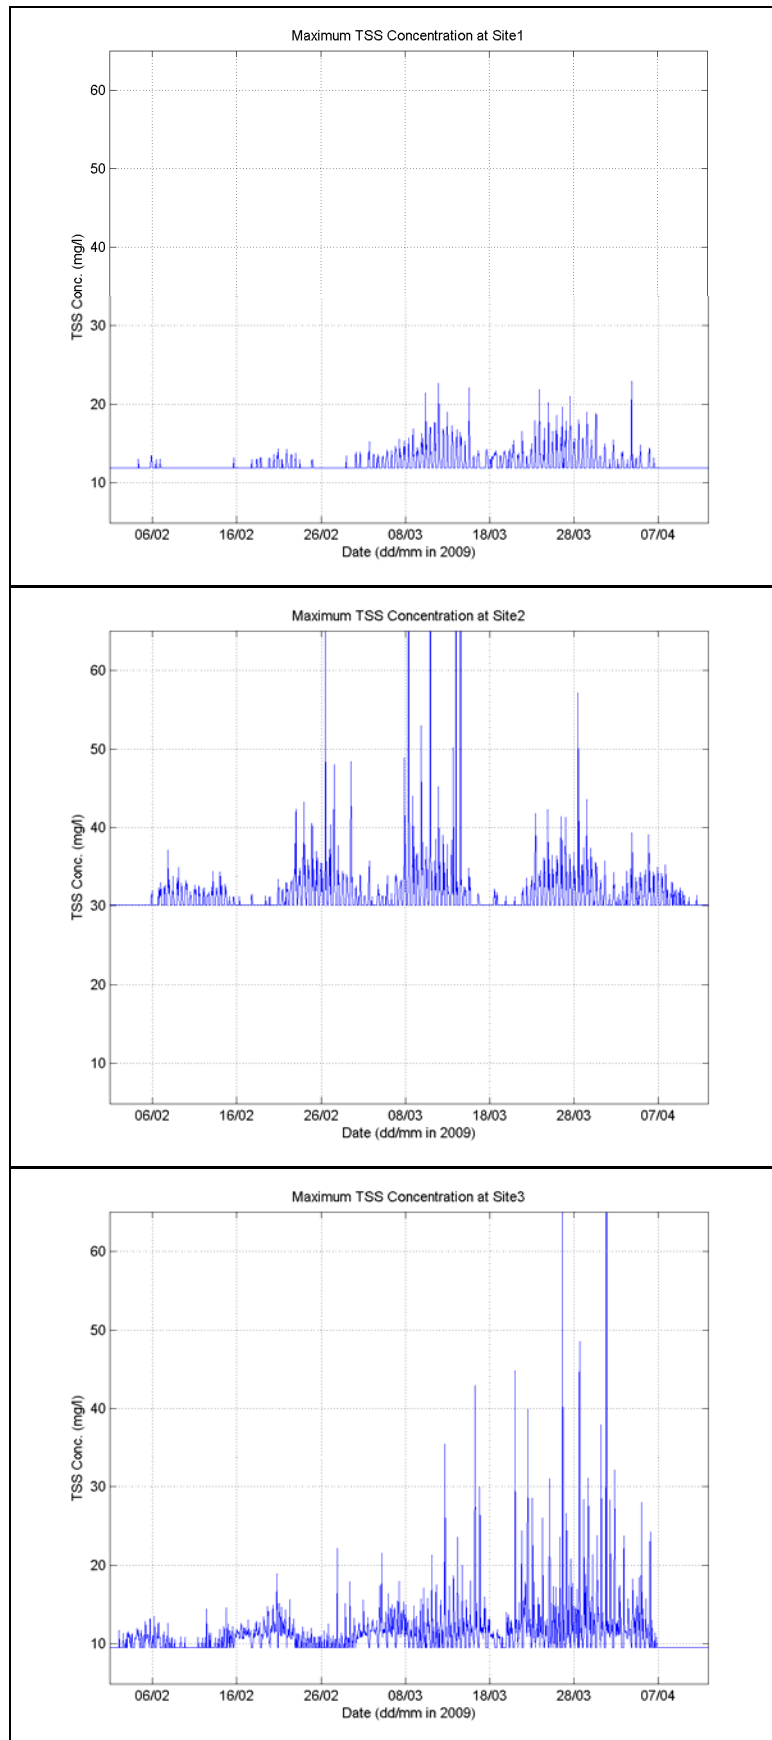 Maximum TSS Concentration at Site1
60
50
40
30
20
10
TSS Conc. (mg/l)
06/02 16/02 26/02 08/03 18/03 28/03 07/04
Date (dd/mm in 2009)
Maximum TSS Concentration at Site2
60
50
40
30
20
10
TSS Conc. (mg/l)
06/02 16/02 26/02 08/03 18/03 28/03 07/04
Date (dd/mm in 2009)
Maximum TSS Concentration at Site3
60
50
40
30
20
10
TSS Conc. (mg/l)
06/02 16/02 26/02 08/03 18/03 28/03 07/04
Date (dd/mm in 2009)